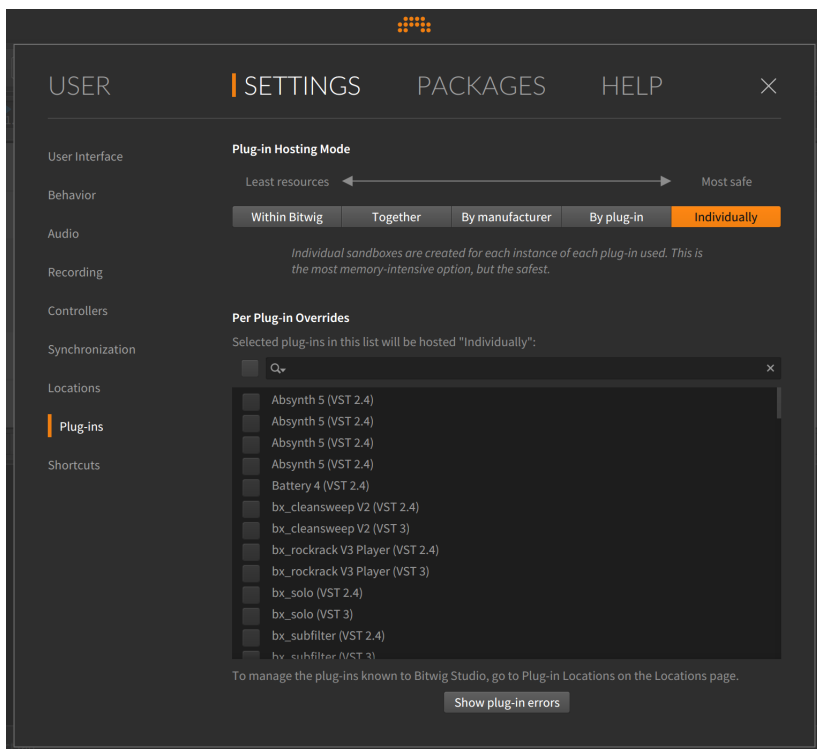 USER
SETTINGS
PACKAGES
HELP
User Interface
Behavior
Audio
Recording
Controllers
Synchronization
Locations
Plug-ins
Shortcuts
Plug-in Hosting Mode
Least resources
Most safe
Within Bitwig
Together
By manufacturer
By plug-in
Individually
Individual sandboxes are created for each instance of each plug-in used. This is
the most memory-intensive option, but the safest.
Per Plug-in Overrides
Selected plug-ins in this list will be hosted "Individually":
Absynth 5 (VST 2.4)
Absynth 5 (VST 2.4)
Absynth 5 (VST 2.4)
Absynth 5 (VST 2.4)
Battery 4 (VST 2.4)
bx_cleansweep V2 (VST 2.4)
bx_cleansweep V2 (VST 3)
bx_rockrack V3 Player (VST 2.4)
bx_rockrack V3 Player (VST 3)
bx_solo (VST 2.4)
bx_solo (VST 3)
bx_subfilter (VST 2.4)
bx_subfilter (VST 3)
To manage the plug-ins known to Bitwig Studio, go to Plug-in Locations on the Locations page.
Show plug-in errors